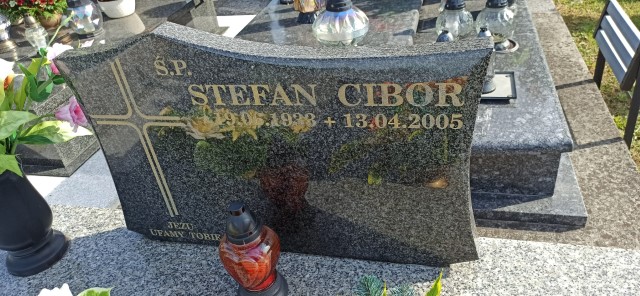 Ś.P.
STEFAN CIBOR
+ 13.04.2005
JEZU
UFAMY TOBIE